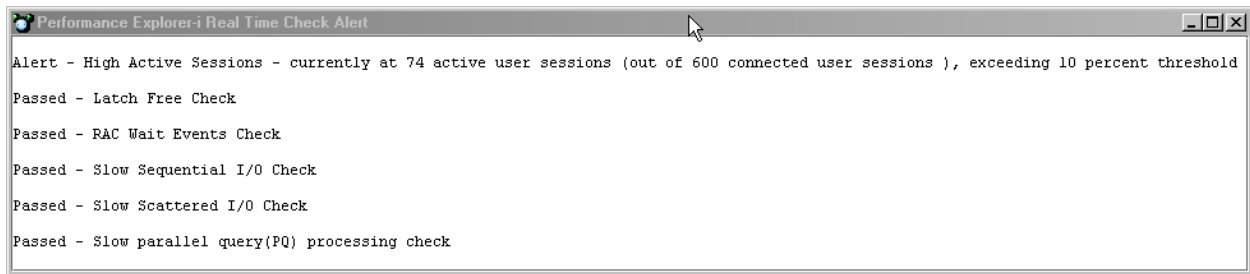 Performance Explorer-i Real Time Check Alert
Alert - High Active Sessions - currently at 74 active user sessions (out of 600 connected user sessions ), exceeding 10 percent threshold
Passed - Latch Free Check
Passed - RAC Wait Events Check
Passed - Slow Sequential I/O Check
Passed - Slow Scattered I/O Check
Passed - Slow parallel query(PQ) processing check